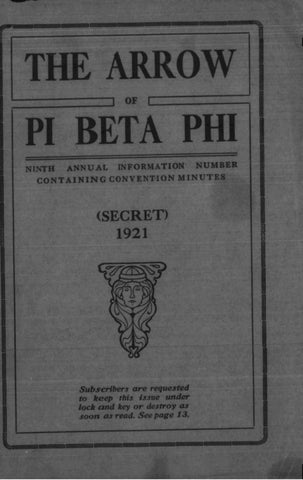 THE ARROW
OF
PI BETA PHI
NINTH ANNUAL INFORMATION NUMBER
CONTAINING CONVENTION MINUTES
(SECRET)
1921
Subscribers are requested
to keep this issue under
lock and key or destroy as
soon as read. See page 13.